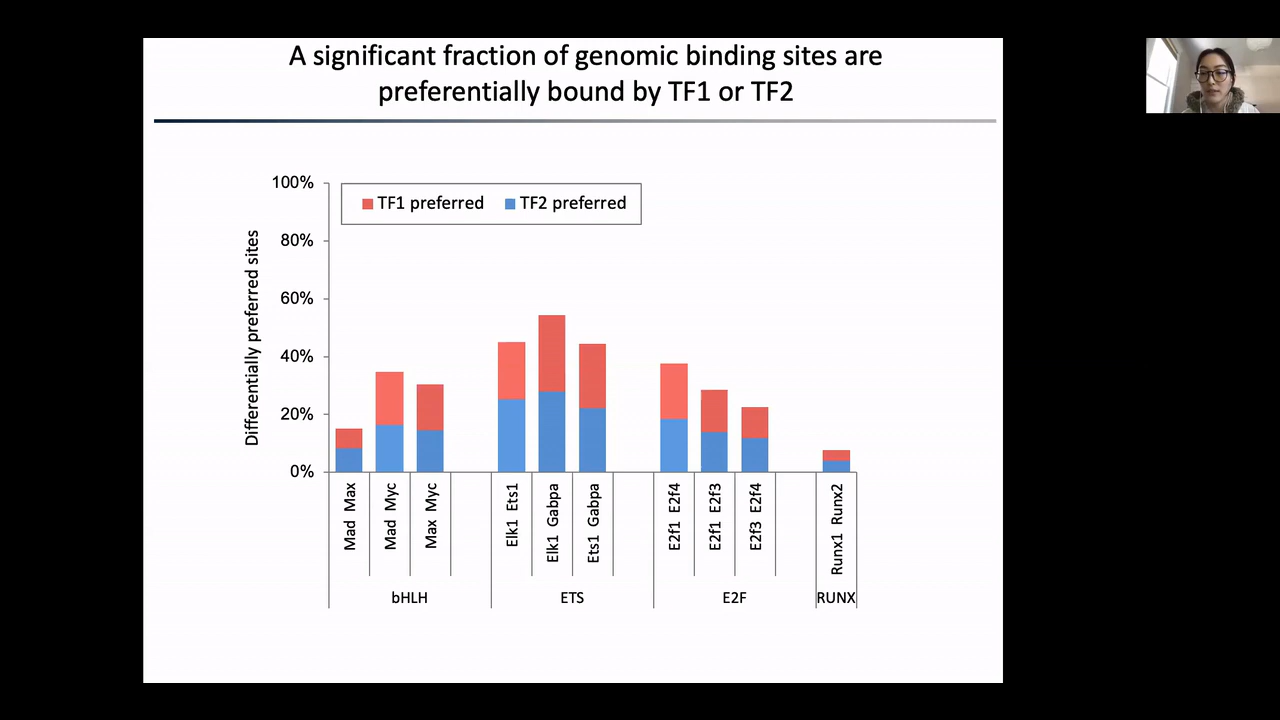 A significant fraction of genomic binding sites are
preferentially bound by TF1 or TF2
TF1 preferred
TF2 preferred
Differentially preferred sites
100%
80%
60%
40%
20%
0%
Mad Max
Mad Myc
Max Myc
Elk1 Ets1
Elk1 Gabpa
Ets1 Gabpa
E2f1 E2f4
E2f1 E2f3
E2f3 E2f4
Runx1 Runx2
bHLH
ETS
E2F
RUNX